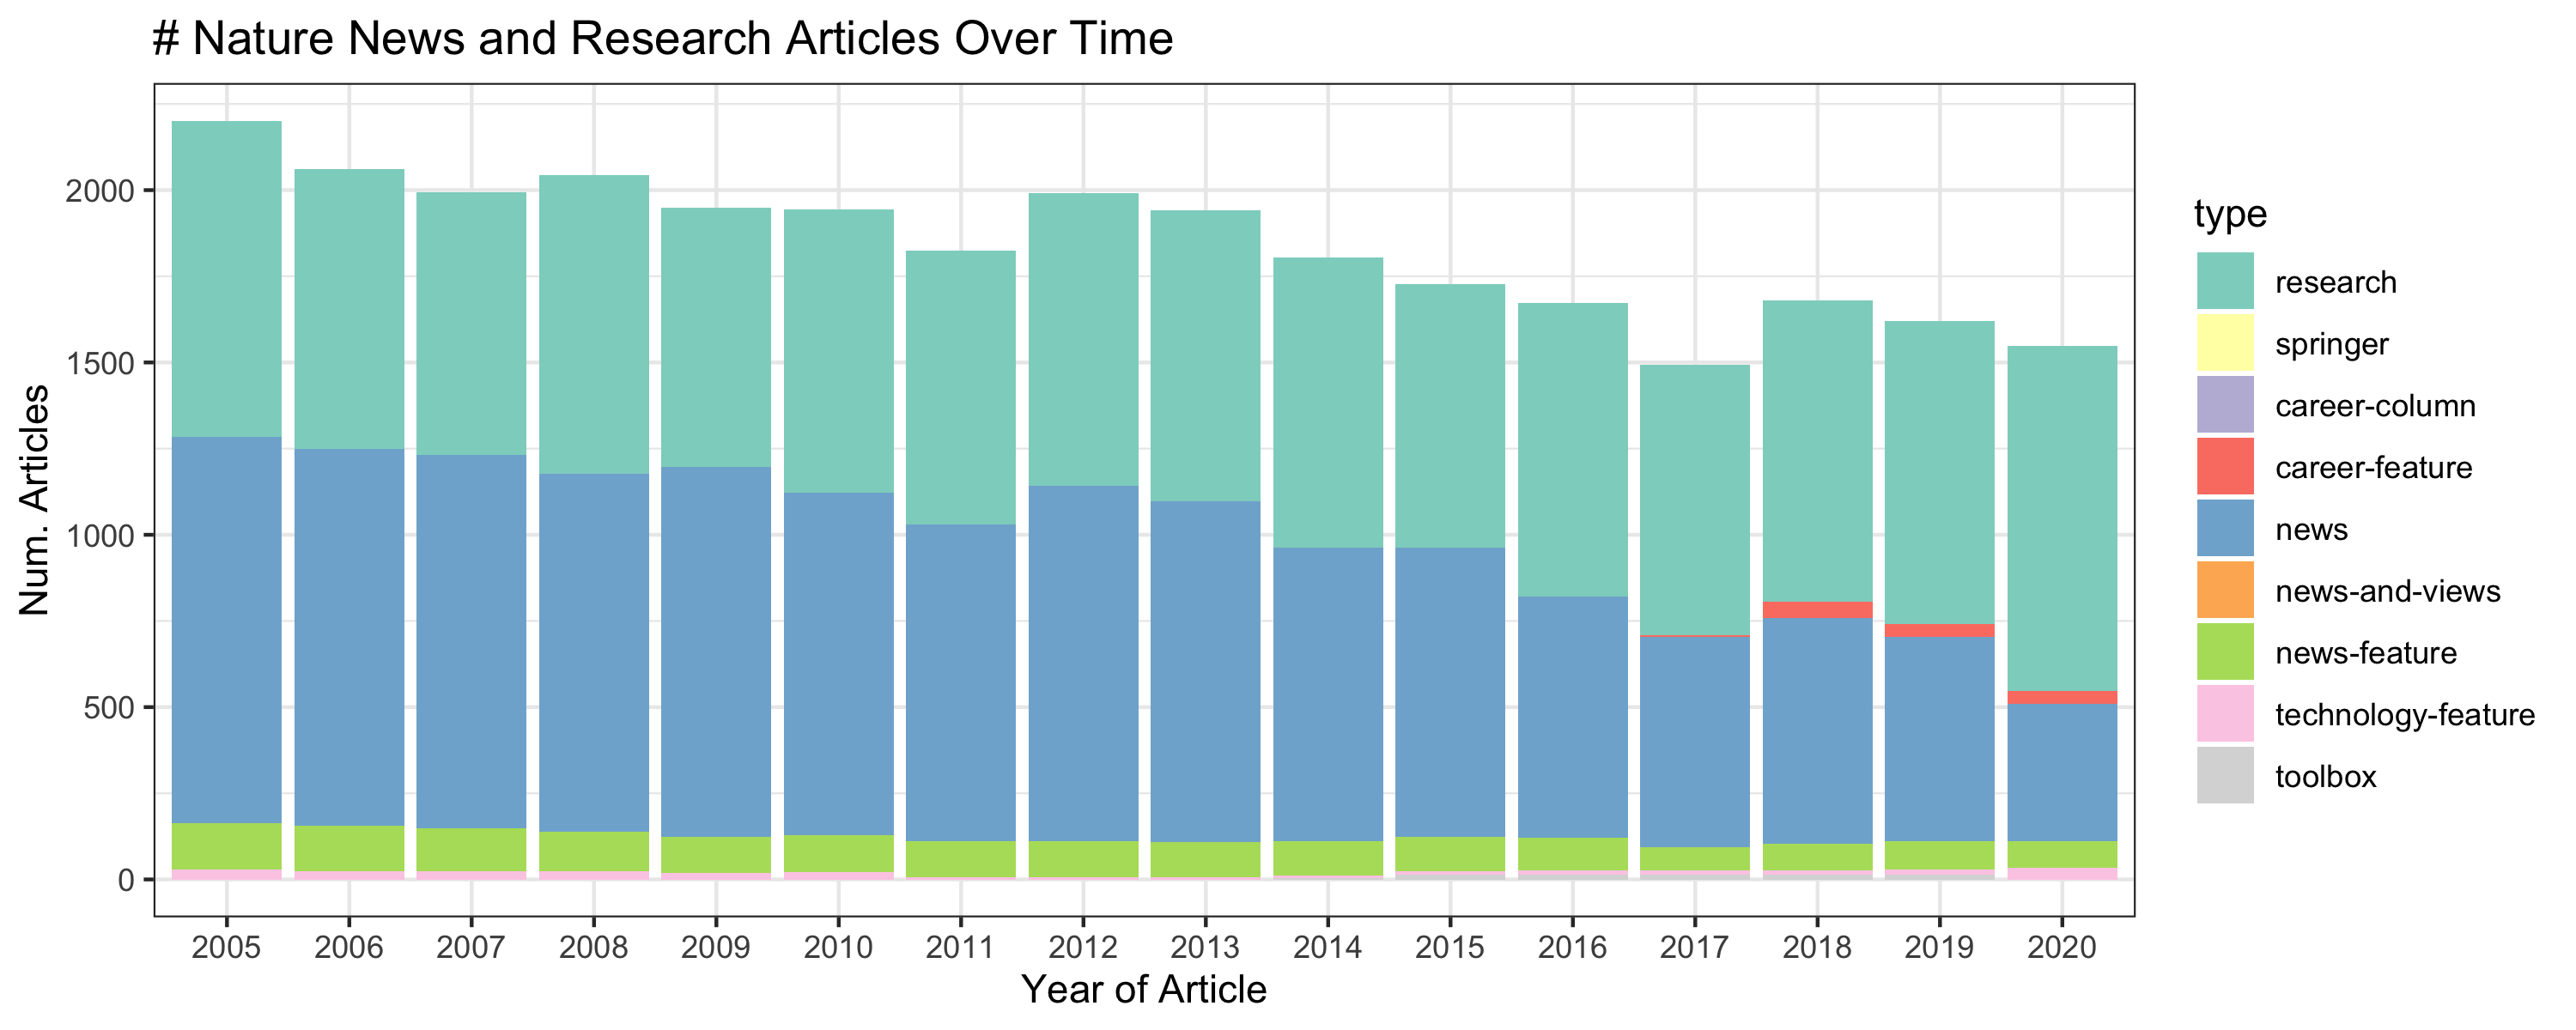 # Nature News and Research Articles Over Time
Num. Articles
2000
1500
1000
500
0
2005 2006 2007 2008 2009 2010 2011 2012 2013 2014 2015 2016 2017 2018 2019 2020
Year of Article
type
research
springer
career-column
career-feature
news
news-and-views
news-feature
technology-feature
toolbox